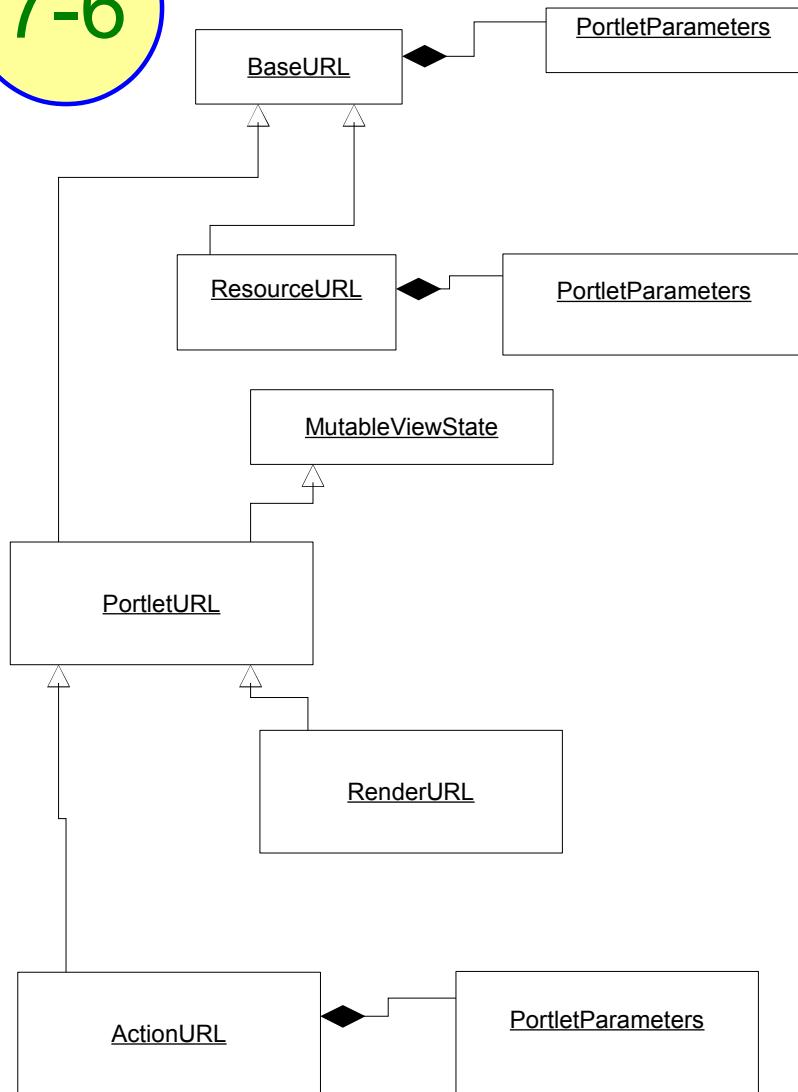 7-6
PortletParameters
BaseURL
ResourceURL
PortletParameters
MutableViewState
PortletURL
RenderURL
ActionURL
PortletParameters